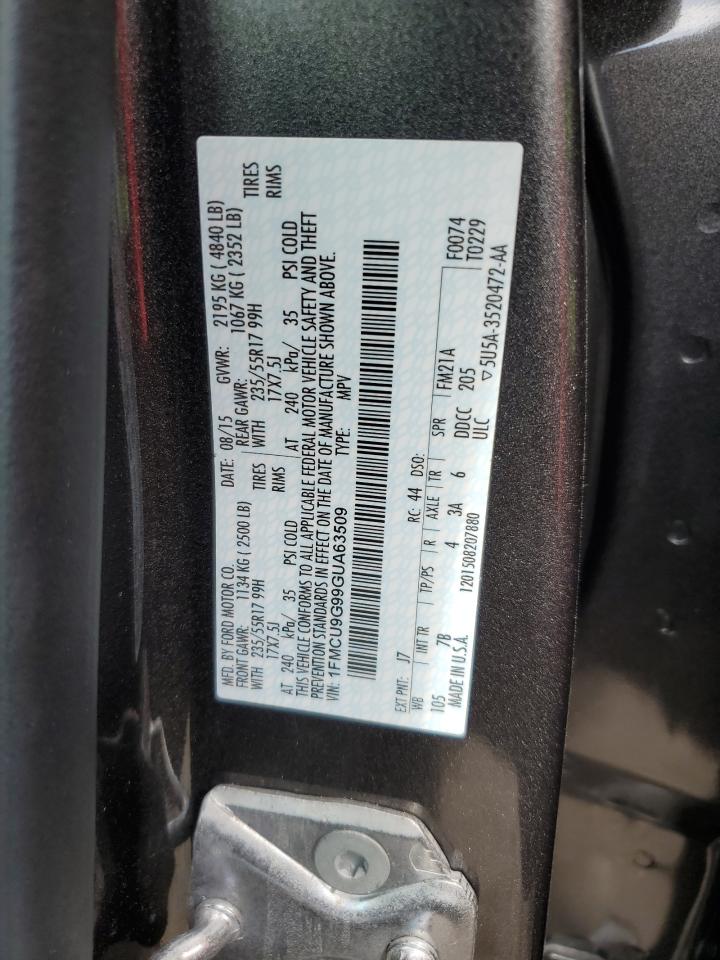 MFD. BY FORD MOTOR CO. DATE: 08/15 GVWR: 2195 KG ( 4840 LB)
FRONT GAWR: 1134 KG ( 2500 LB) REAR GAWR: 1067 KG ( 2352 LB)
WITH 235/55R17 99H TIRES WITH 235/55R17 99H TIRES
17X7.5J RIMS 17X7.5J RIMS
AT 240 kPa/ 35 PSI COLD AT 240 kPa/ 35 PSI COLD
THIS VEHICLE CONFORMS TO ALL APPLICABLE FEDERAL MOTOR VEHICLE SAFETY AND THEFT
PREVENTION STANDARDS IN EFFECT ON THE DATE OF MANUFACTURE SHOWN ABOVE.
VIN: 1FMCU9G99GUA63509 TYPE: MPV
EXT PNT: J7 RC: 44 DSO: F0074
WB INT TR TP/PS R AXLE TR SPR FM21A T0229
105 7B 4 3A 6 DDCC 205
MADE IN U.S.A. 1201508207880 ULC ▽5U5A-3520472-AA